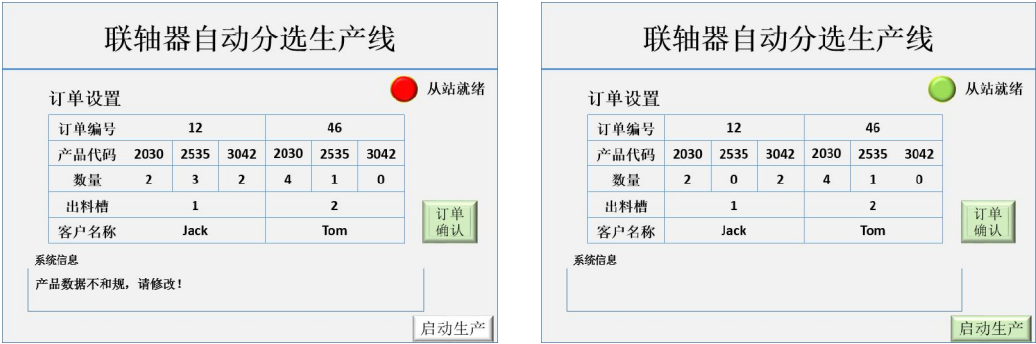 联轴器自动分选生产线
从站就绪
订单设置
订单编号 12 46
产品代码 2030 2535 3042 2030 2535 3042
数量 2 3 2 4 1 0
出料槽 1 2
客户名称 Jack Tom
订单
确认
系统信息
产品数据不和规，请修改！
启动生产
联轴器自动分选生产线
从站就绪
订单设置
订单编号 12 46
产品代码 2030 2535 3042 2030 2535 3042
数量 2 0 2 4 1 0
出料槽 1 2
客户名称 Jack Tom
订单
确认
系统信息
启动生产